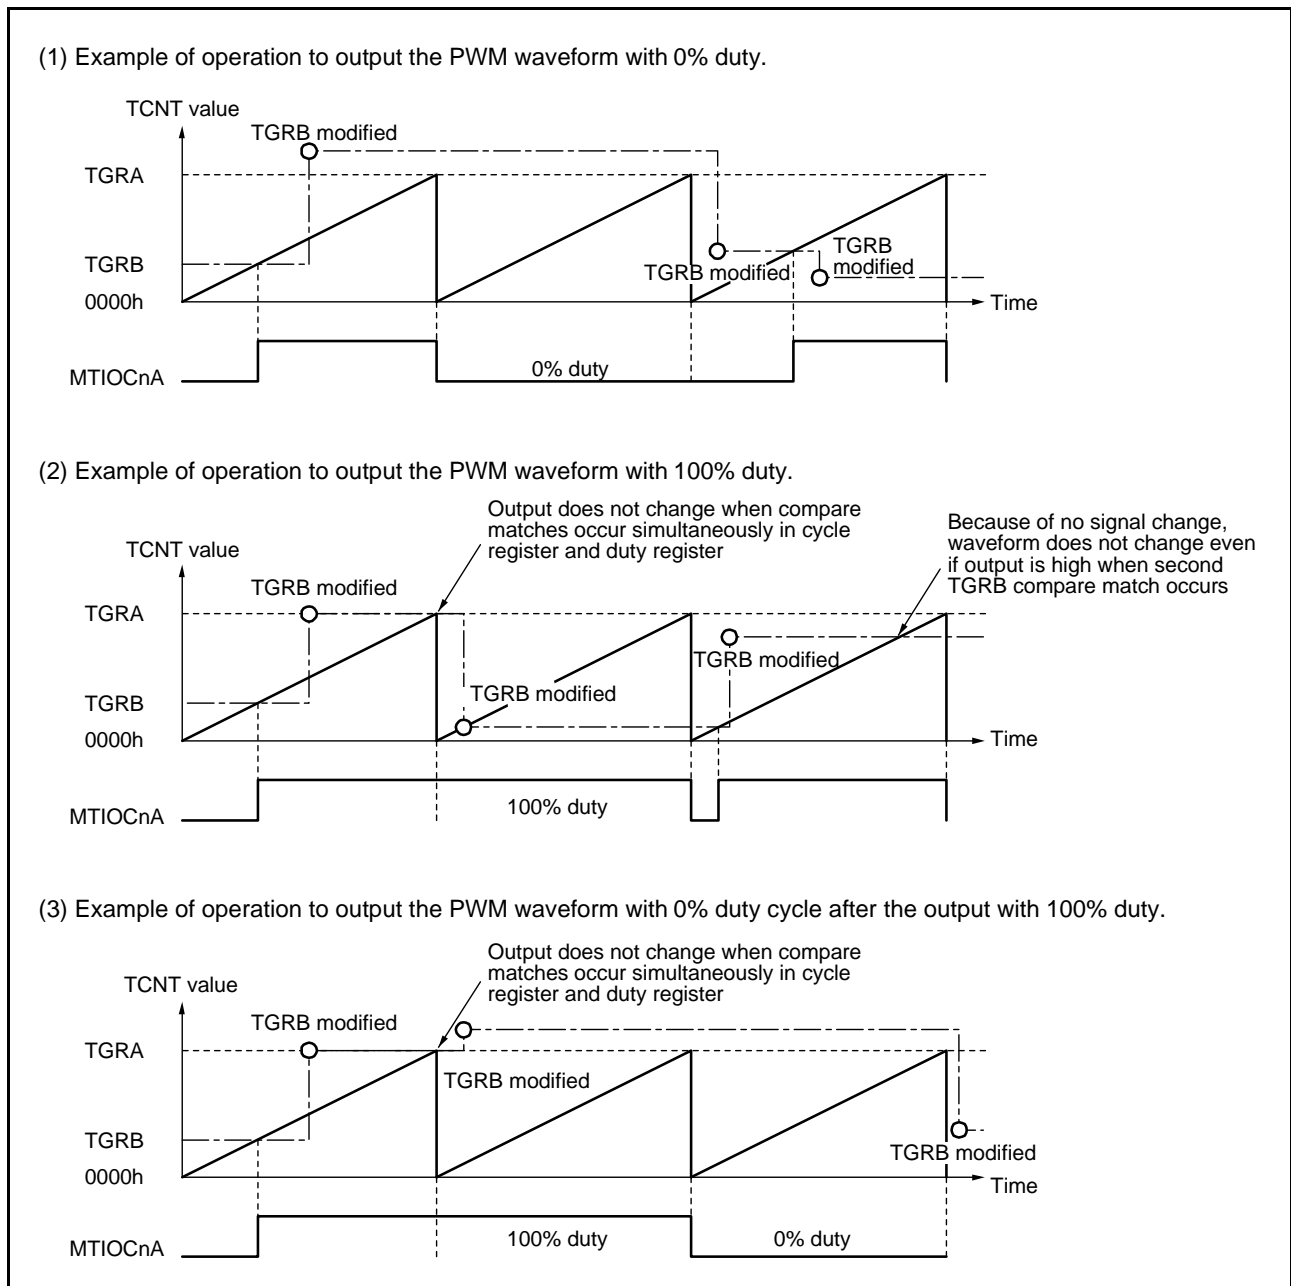 (1) Example of operation to output the PWM waveform with 0% duty.
TCNT value
TGRB modified
TGRA
TGRB
modified
TGRB
TGRB modified
0000h
Time
0% duty
MTIOCnA
(2) Example of operation to output the PWM waveform with 100% duty.
Output does not change when compare
matches occur simultaneously in cycle
register and duty register
Because of no signal change,
waveform does not change even
if output is high when second
TGRB compare match occurs
TCNT value
TGRB modified
TGRA
TGRB modified
TGRB modified
TGRB
0000h
Time
100% duty
MTIOCnA
(3) Example of operation to output the PWM waveform with 0% duty cycle after the output with 100% duty.
Output does not change when compare
matches occur simultaneously in cycle
register and duty register
TCNT value
TGRB modified
TGRA
TGRB modified
TGRB
TGRB modified
0000h
Time
100% duty
0% duty
MTIOCnA